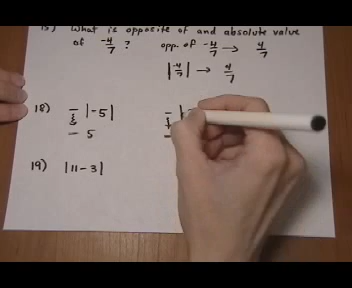 What is opposite of and absolute value
of -4/7 ? opp. of -4/7 → 4/7
|-4/7| → 4/7
18) - |-5|
- 5
19) |11-3|